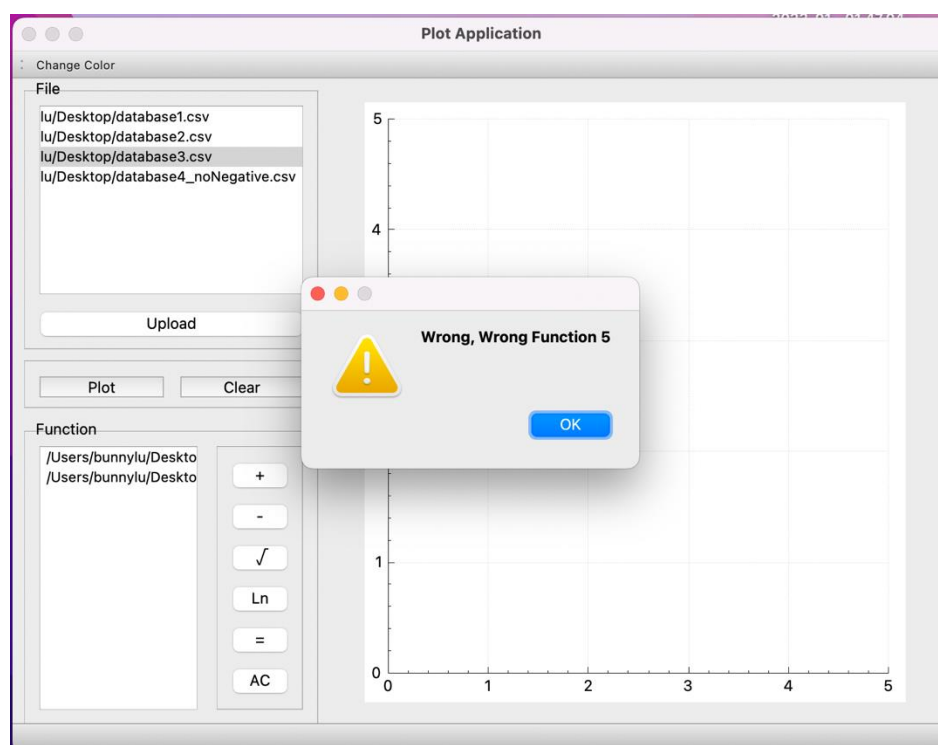 Plot Application
Change Color
File
lu/Desktop/database1.csv
lu/Desktop/database2.csv
lu/Desktop/database3.csv
lu/Desktop/database4_noNegative.csv
Upload
Plot Clear
Function
/Users/bunnylu/Deskto
/Users/bunnylu/Deskto
+
-
√
Ln
=
AC
Wrong, Wrong Function 5
OK
5
4
1
0
0 1 2 3 4 5